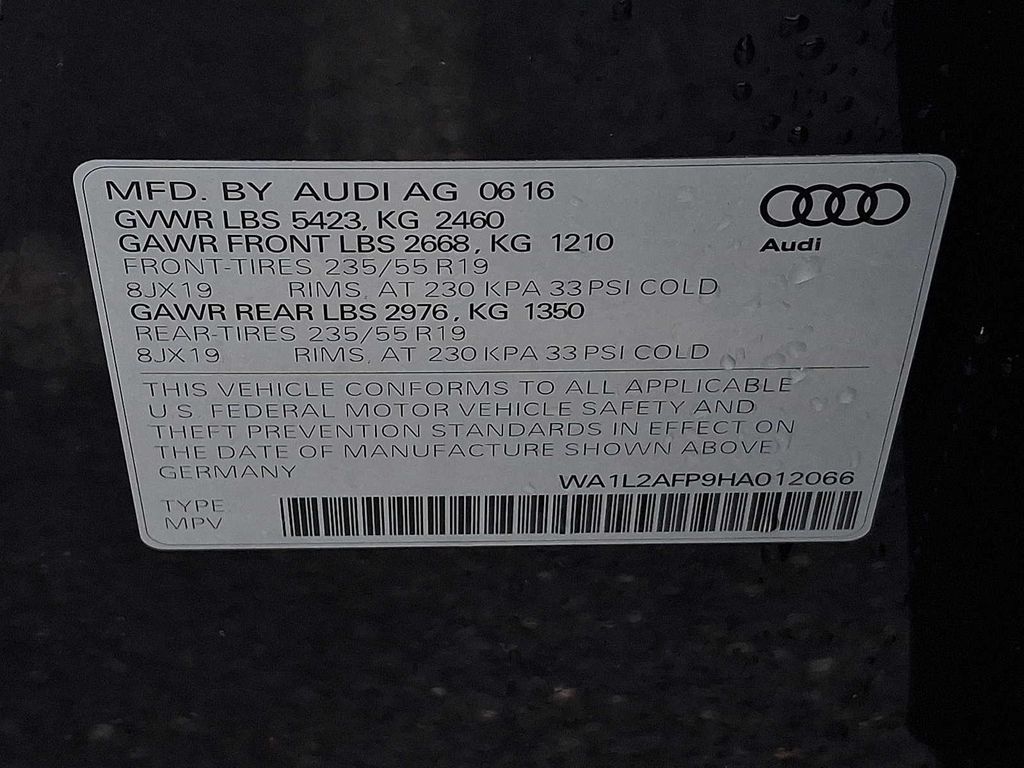 MFD. BY AUDI AG 06 16
GVWR LBS 5423, KG 2460
GAWR FRONT LBS 2668, KG 1210
FRONT-TIRES 235/55 R19
8JX19 RIMS, AT 230 KPA 33 PSI COLD
GAWR REAR LBS 2976, KG 1350
REAR-TIRES 235/55 R19
8JX19 RIMS, AT 230 KPA 33 PSI COLD
Audi
THIS VEHICLE CONFORMS TO ALL APPLICABLE
U.S. FEDERAL MOTOR VEHICLE SAFETY AND
THEFT PREVENTION STANDARDS IN EFFECT ON
THE DATE OF MANUFACTURE SHOWN ABOVE
GERMANY
WA1L2AFP9HA012066
TYPE
MPV